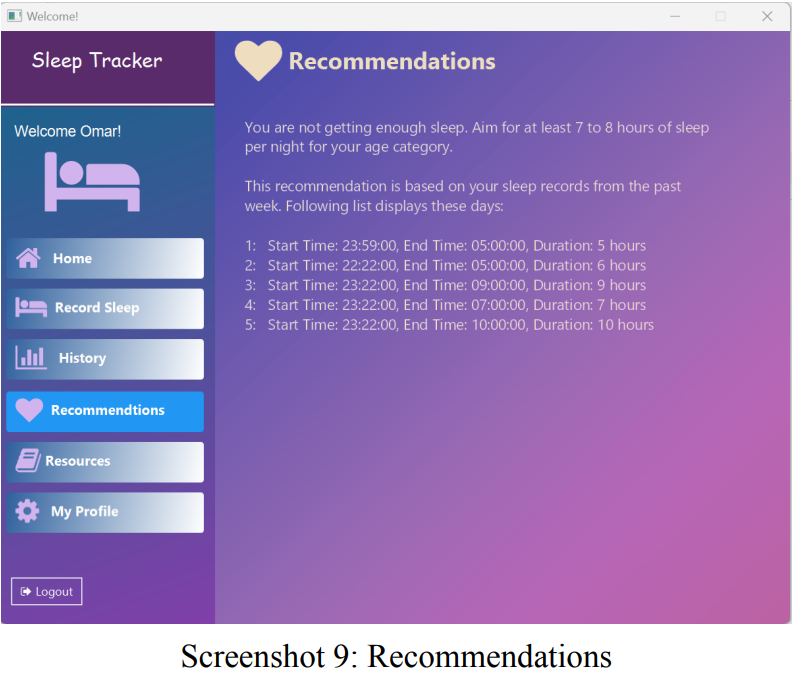 Welcome!
Sleep Tracker
Welcome Omar!
Home
Record Sleep
History
Recommendtions
Resources
My Profile
Logout
Recommendations
You are not getting enough sleep. Aim for at least 7 to 8 hours of sleep
per night for your age category.
This recommendation is based on your sleep records from the past
week. Following list displays these days:
1: Start Time: 23:59:00, End Time: 05:00:00, Duration: 5 hours
2: Start Time: 22:22:00, End Time: 05:00:00, Duration: 6 hours
3: Start Time: 23:22:00, End Time: 09:00:00, Duration: 9 hours
4: Start Time: 23:22:00, End Time: 07:00:00, Duration: 7 hours
5: Start Time: 23:22:00, End Time: 10:00:00, Duration: 10 hours
Screenshot 9: Recommendations